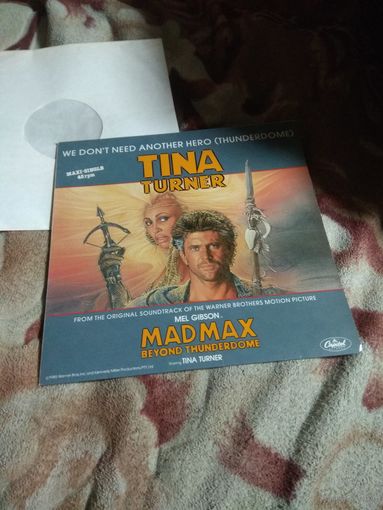 WE DON'T NEED ANOTHER HERO (THUNDERDOME)
TINA
TURNER
MAXI-SINGLE
45 rpm
FROM THE ORIGINAL SOUNDTRACK OF THE WARNER BROTHERS MOTION PICTURE
MEL GIBSON
MAD MAX
BEYOND THUNDERDOME
TINA TURNER
Capitol